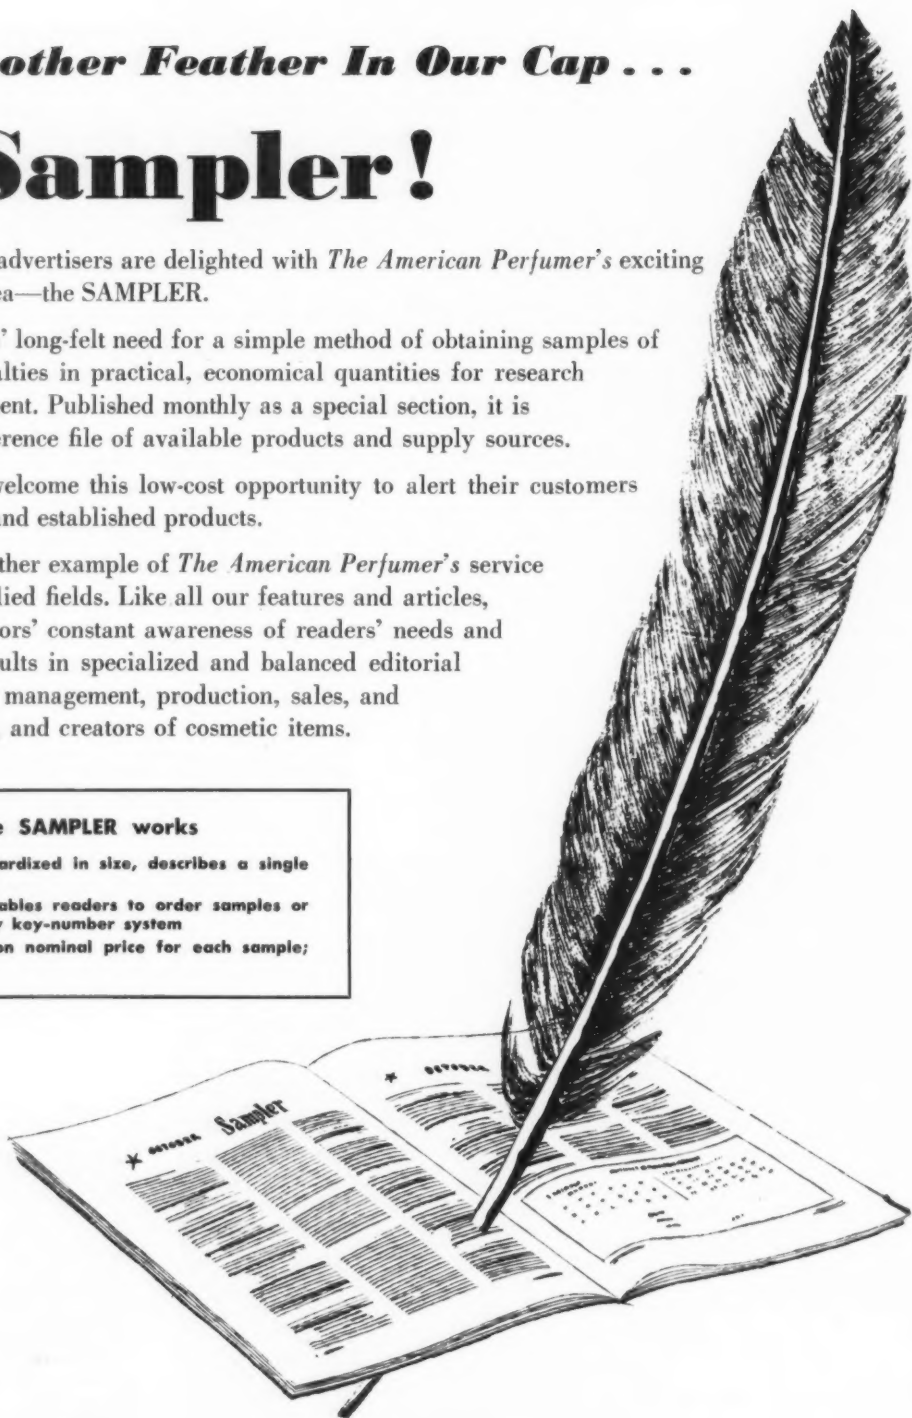 other Feather In Our Cap . . .
Sampler!
advertisers are delighted with The American Perfumer's exciting
ea—the SAMPLER.
' long-felt need for a simple method of obtaining samples of
alties in practical, economical quantities for research
ent. Published monthly as a special section, it is
erence file of available products and supply sources.
welcome this low-cost opportunity to alert their customers
and established products.
ther example of The American Perfumer's service
lied fields. Like all our features and articles,
ors' constant awareness of readers' needs and
ults in specialized and balanced editorial
management, production, sales, and
and creators of cosmetic items.
e SAMPLER works
ardized in size, describes a single
ables readers to order samples or
y key-number system
on nominal price for each sample;
* OCTOBER
* OCTOBER Sampler